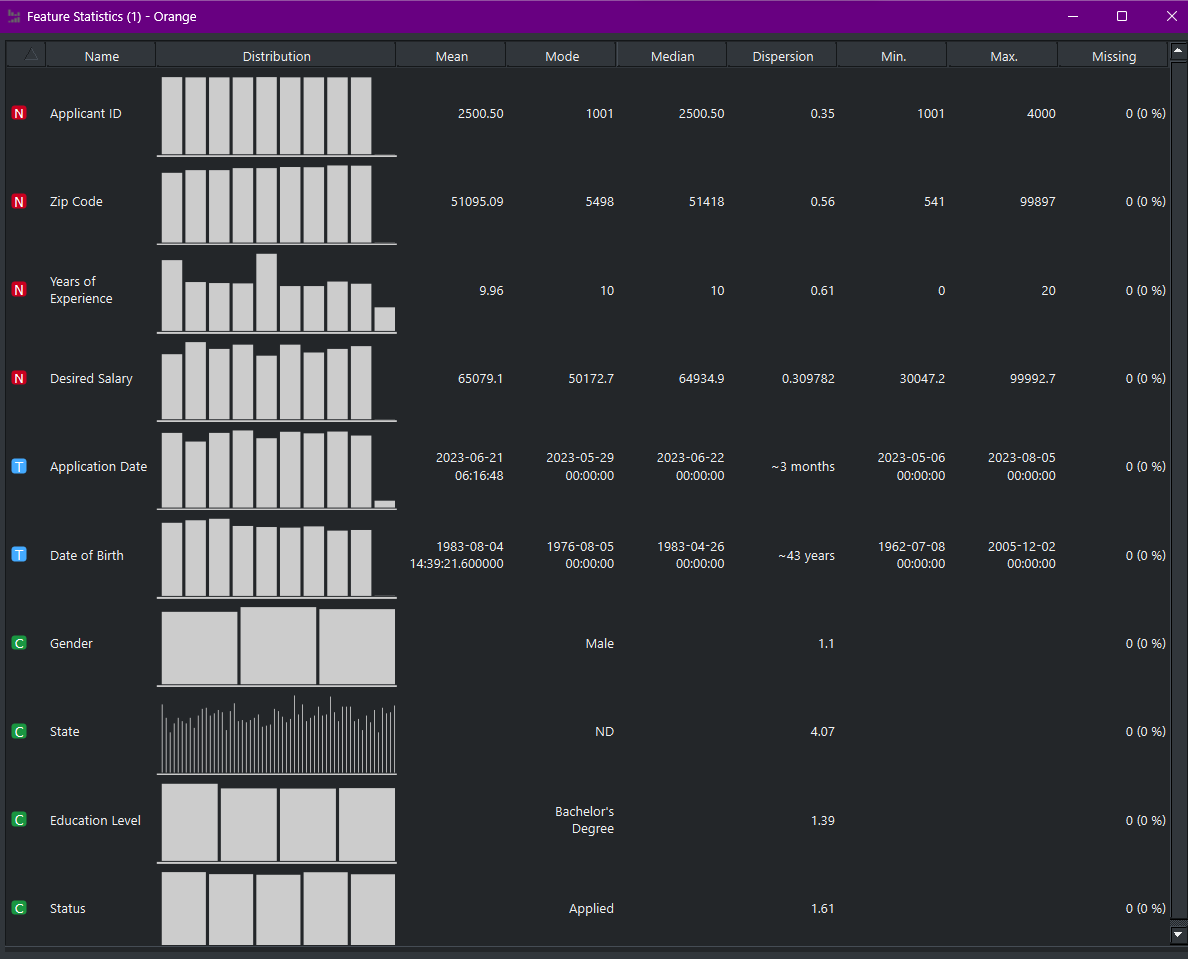 Feature Statistics (1) - Orange
Name Distribution Mean Mode Median Dispersion Min. Max. Missing
N Applicant ID 2500.50 1001 2500.50 0.35 1001 4000 0 (0 %)
N Zip Code 51095.09 5498 51418 0.56 541 99897 0 (0 %)
N Years of
Experience 9.96 10 10 0.61 0 20 0 (0 %)
N Desired Salary 65079.1 50172.7 64934.9 0.309782 30047.2 99992.7 0 (0 %)
T Application Date 2023-06-21 2023-05-29 2023-06-22 ~3 months 2023-05-06 2023-08-05 0 (0 %)
06:16:48 00:00:00 00:00:00 00:00:00 00:00:00
T Date of Birth 1983-08-04 1976-08-05 1983-04-26 ~43 years 1962-07-08 2005-12-02 0 (0 %)
14:39:21.600000 00:00:00 00:00:00 00:00:00 00:00:00
C Gender Male 1.1 0 (0 %)
C State ND 4.07 0 (0 %)
C Education Level Bachelor's
Degree 1.39 0 (0 %)
C Status Applied 1.61 0 (0 %)